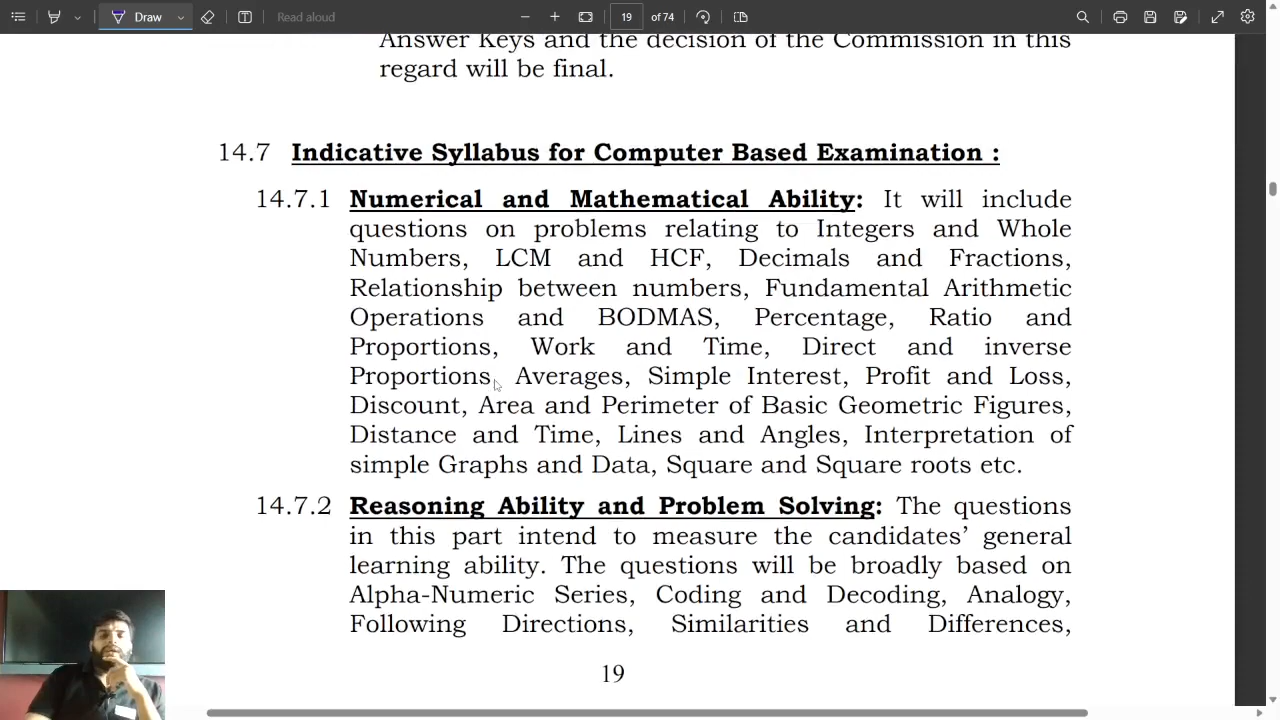 Draw
Read aloud
19 of 74
Answer Keys and the decision of the Commission in this
regard will be final.
14.7 Indicative Syllabus for Computer Based Examination :
14.7.1 Numerical and Mathematical Ability: It will include
questions on problems relating to Integers and Whole
Numbers, LCM and HCF, Decimals and Fractions,
Relationship between numbers, Fundamental Arithmetic
Operations and BODMAS, Percentage, Ratio and
Proportions, Work and Time, Direct and inverse
Proportions, Averages, Simple Interest, Profit and Loss,
Discount, Area and Perimeter of Basic Geometric Figures,
Distance and Time, Lines and Angles, Interpretation of
simple Graphs and Data, Square and Square roots etc.
14.7.2 Reasoning Ability and Problem Solving: The questions
in this part intend to measure the candidates’ general
learning ability. The questions will be broadly based on
Alpha-Numeric Series, Coding and Decoding, Analogy,
Following Directions, Similarities and Differences,
19